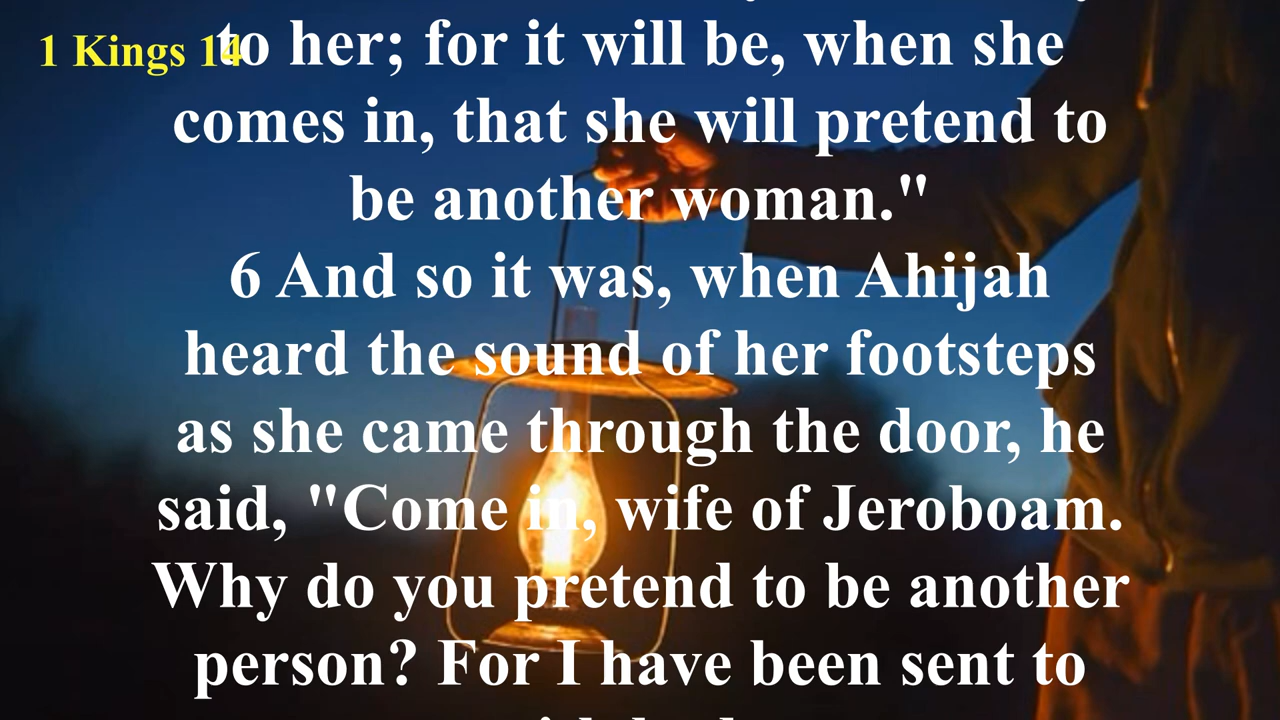 1 Kings 14
to her; for it will be, when she
comes in, that she will pretend to
be another woman."
6 And so it was, when Ahijah
heard the sound of her footsteps
as she came through the door, he
said, "Come in, wife of Jeroboam.
Why do you pretend to be another
person? For I have been sent to